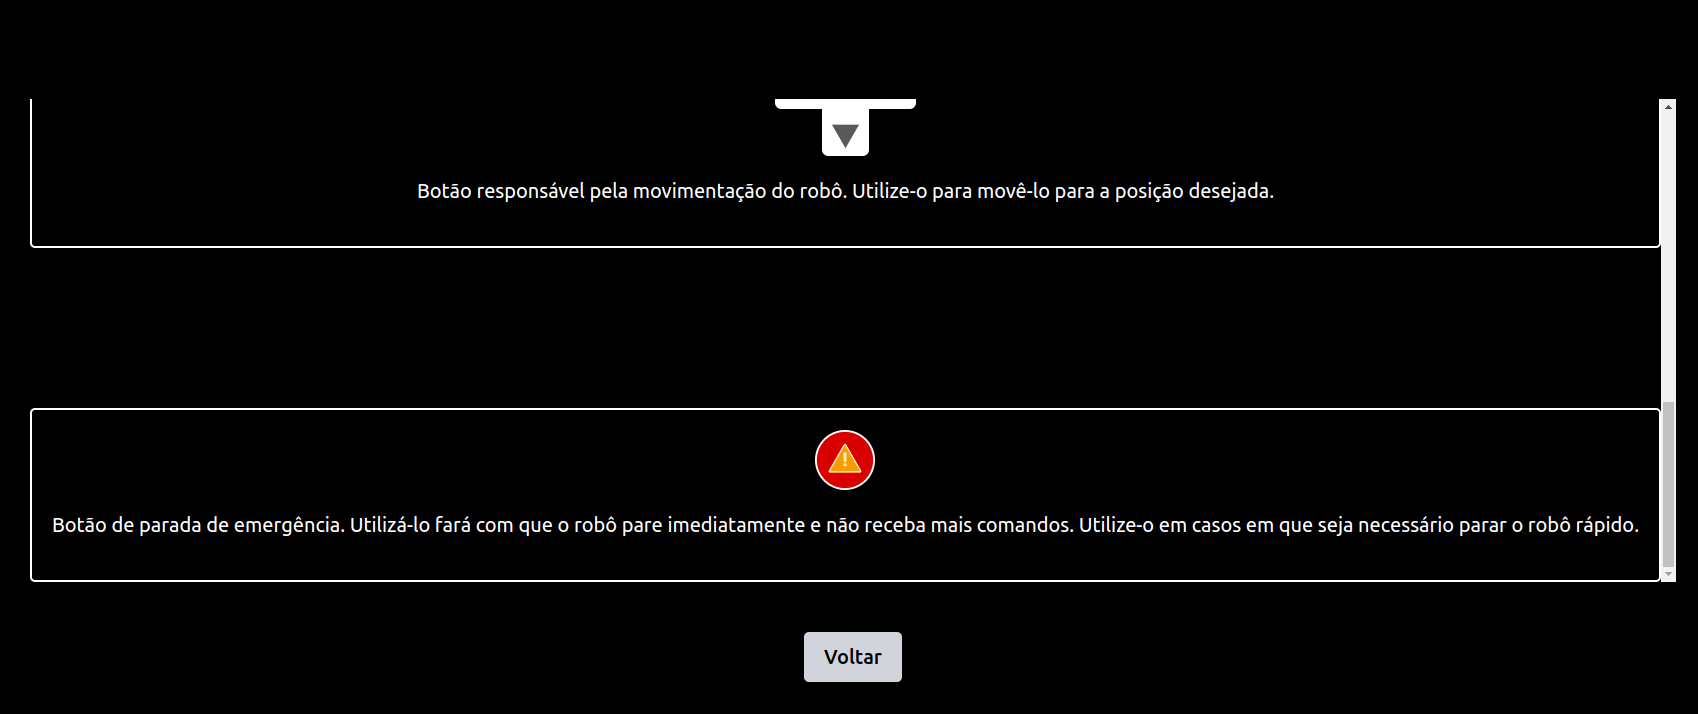 Botão responsável pela movimentação do robô. Utilize-o para movê-lo para a posição desejada.
Botão de parada de emergência. Utilizá-lo fará com que o robô pare imediatamente e não receba mais comandos. Utilize-o em casos em que seja necessário parar o robô rápido.
Voltar